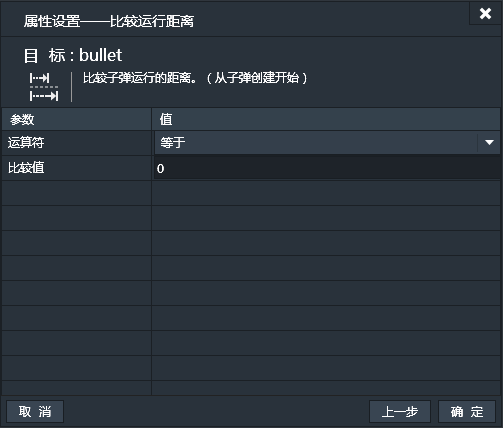 属性设置——比较运行距离
目 标 : bullet
比较子弹运行的距离。（从子弹创建开始）
参数 值
运算符 等于
比较值 0
取 消 上一步 确 定